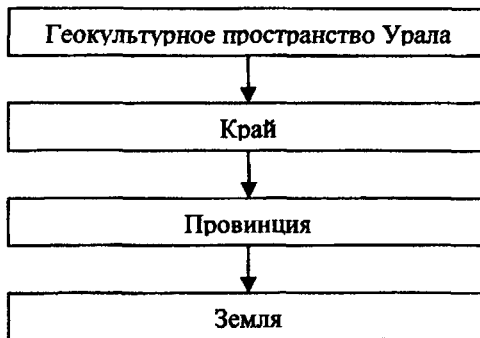 Геокультурное пространство Урала
Край
Провинция
Земля